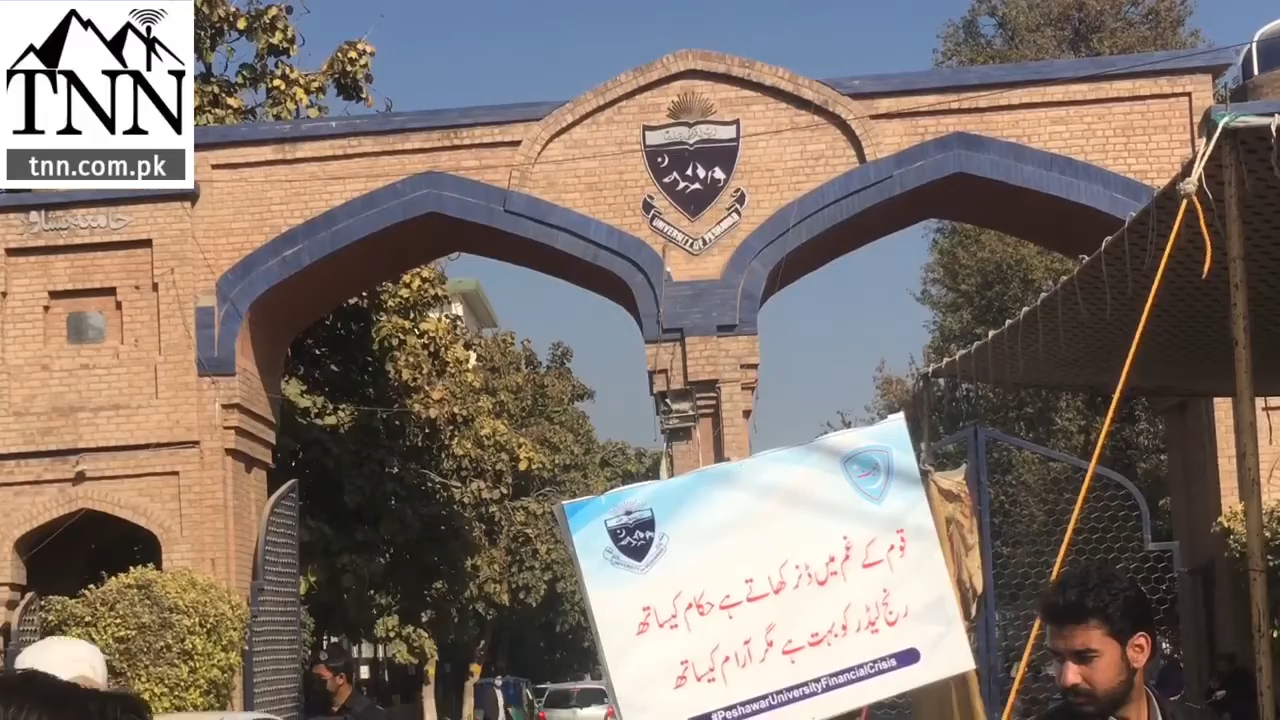 TNN
tnn.com.pk
جامعہ پشاور
UNIVERSITY OF PESHAWAR
قوم کے غم میں ڈنر کھاتے ہے حکام کیساتھ
رنج لیڈر کو بہت ہے مگر آرام کیساتھ
#PeshawarUniversityFinancialCrisis